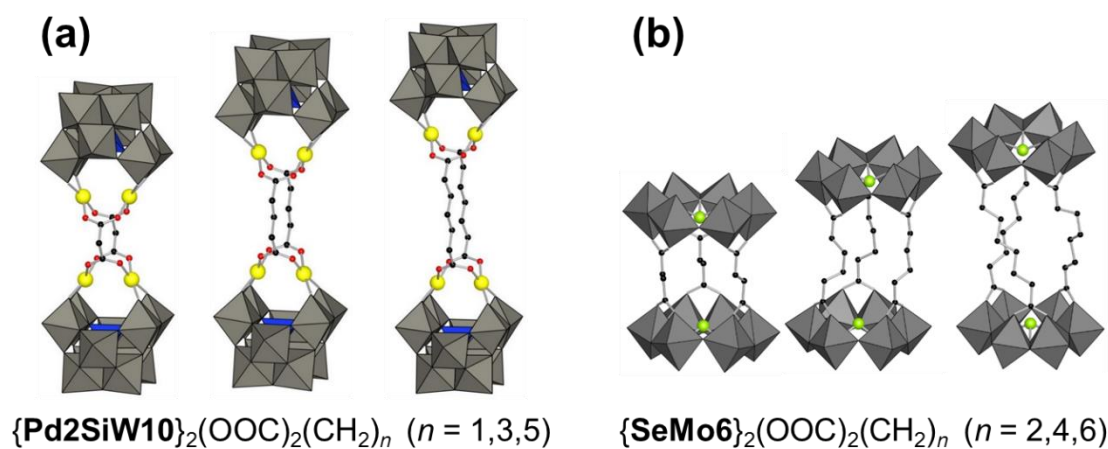 (a)
(b)
{Pd2SiW10}₂(OOC)₂(CH₂)ₙ (n = 1,3,5)
{SeMo6}₂(OOC)₂(CH₂)ₙ (n = 2,4,6)